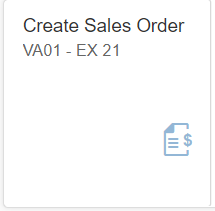 Create Sales Order
VA01 - EX 21
$